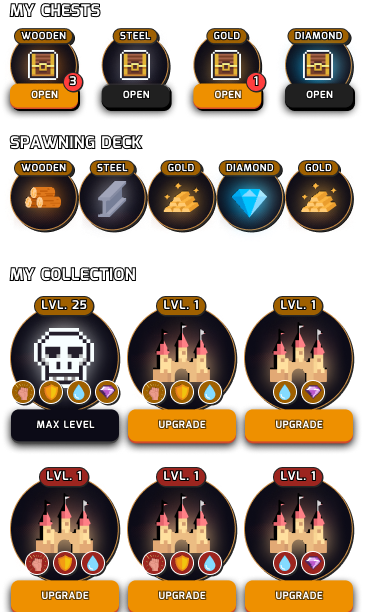 MY CHESTS
WOODEN STEEL GOLD DIAMOND
3 1
OPEN OPEN OPEN OPEN
SPAWNING DECK
WOODEN STEEL GOLD DIAMOND GOLD
MY COLLECTION
LVL. 25 LVL. 1 LVL. 1
MAX LEVEL UPGRADE UPGRADE
LVL. 1 LVL. 1 LVL. 1
UPGRADE UPGRADE UPGRADE